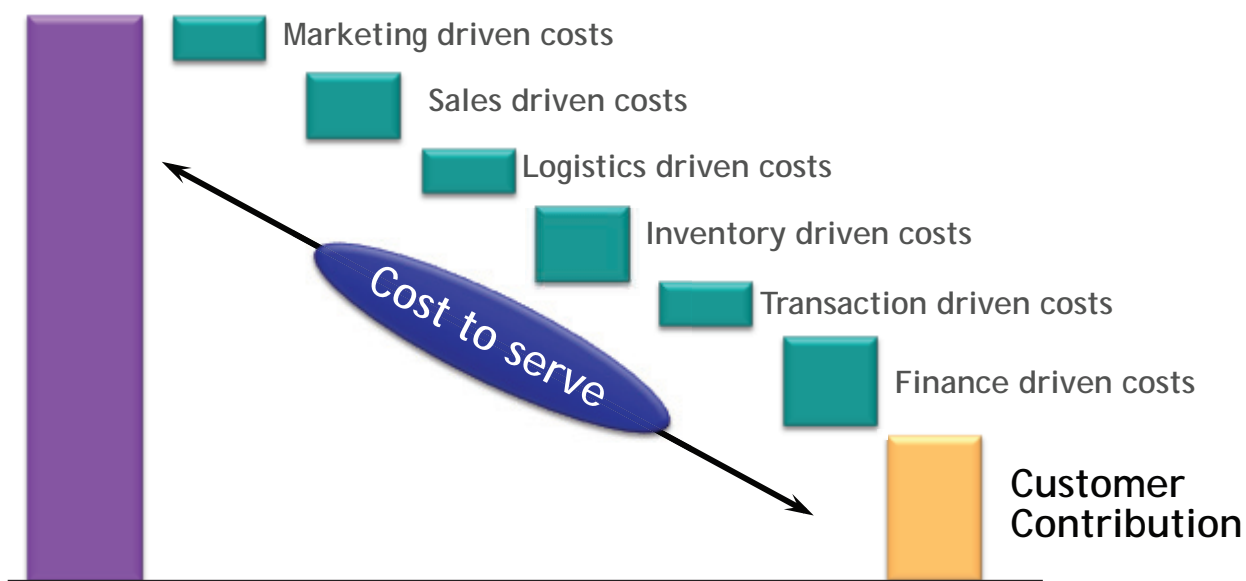 Marketing driven costs
Sales driven costs
Logistics driven costs
Inventory driven costs
Cost to serve
Transaction driven costs
Finance driven costs
Customer
Contribution